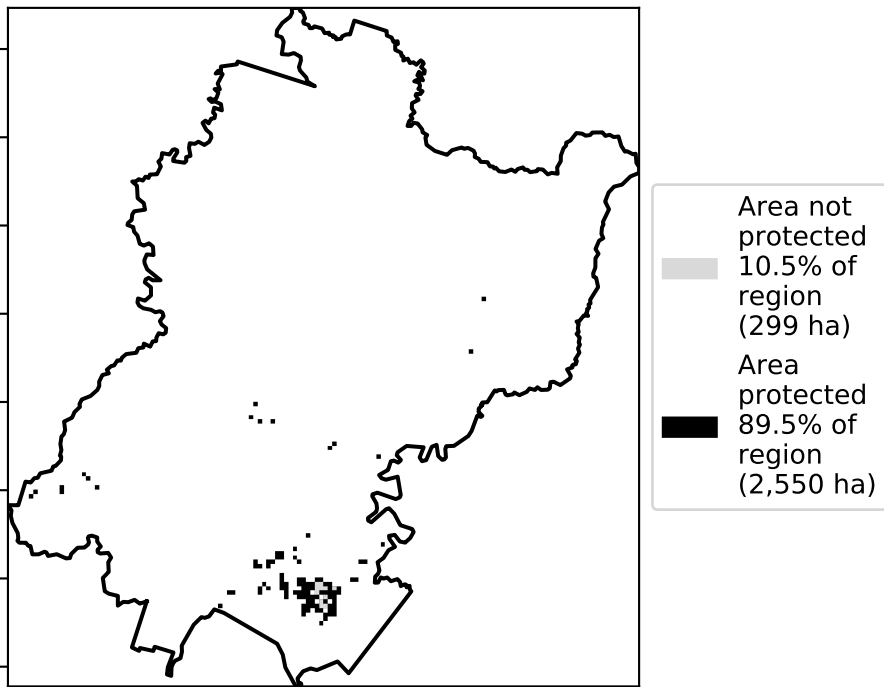 Area not
protected
10.5% of
region
(299 ha)
Area
protected
89.5% of
region
(2,550 ha)